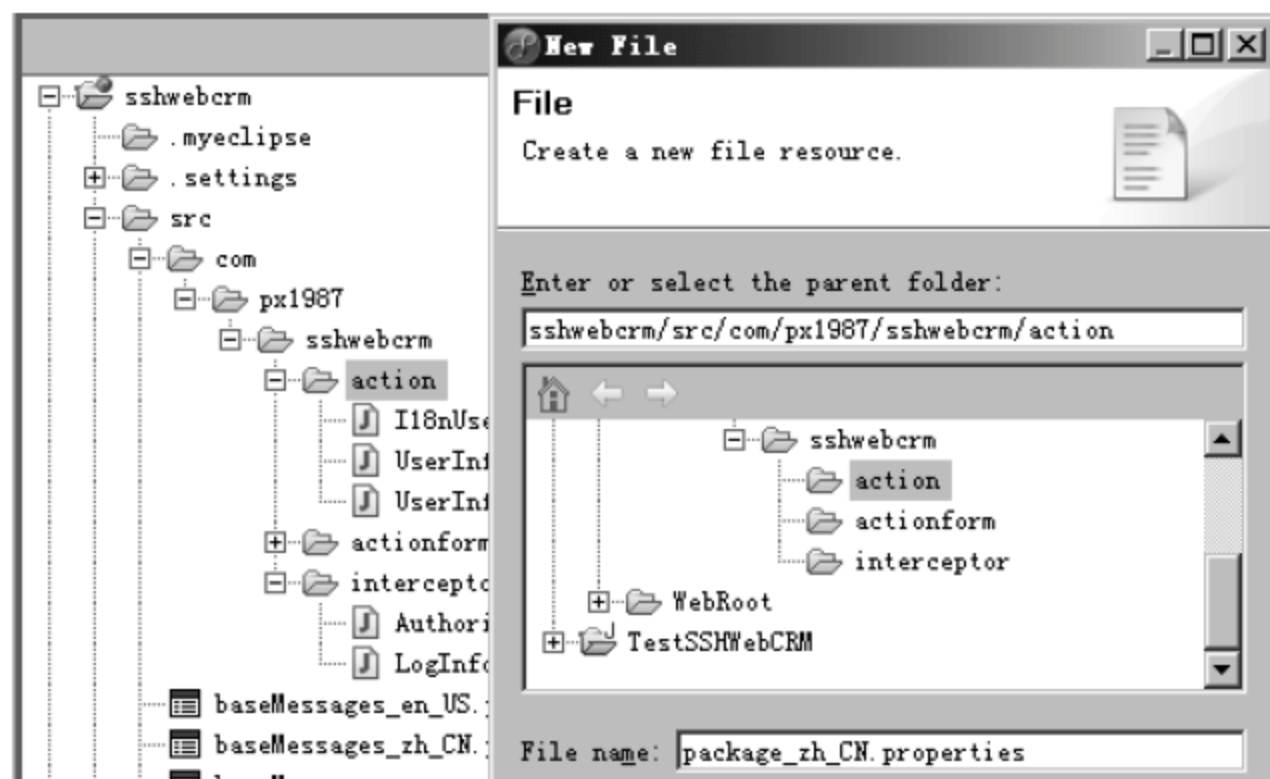 sshwebcrm
.myeclipse
.settings
src
com
px1987
sshwebcrm
action
I18nUse
UserInf
UserInf
actionform
intercepto
Authori
LogInfo
baseMessages_en_US.
baseMessages_zh_CN.
New File
File
Create a new file resource.
Enter or select the parent folder:
sshwebcrm/src/com/px1987/sshwebcrm/action
sshwebcrm
action
actionform
interceptor
WebRoot
TestSSHWebCRM
File name: package_zh_CN.properties